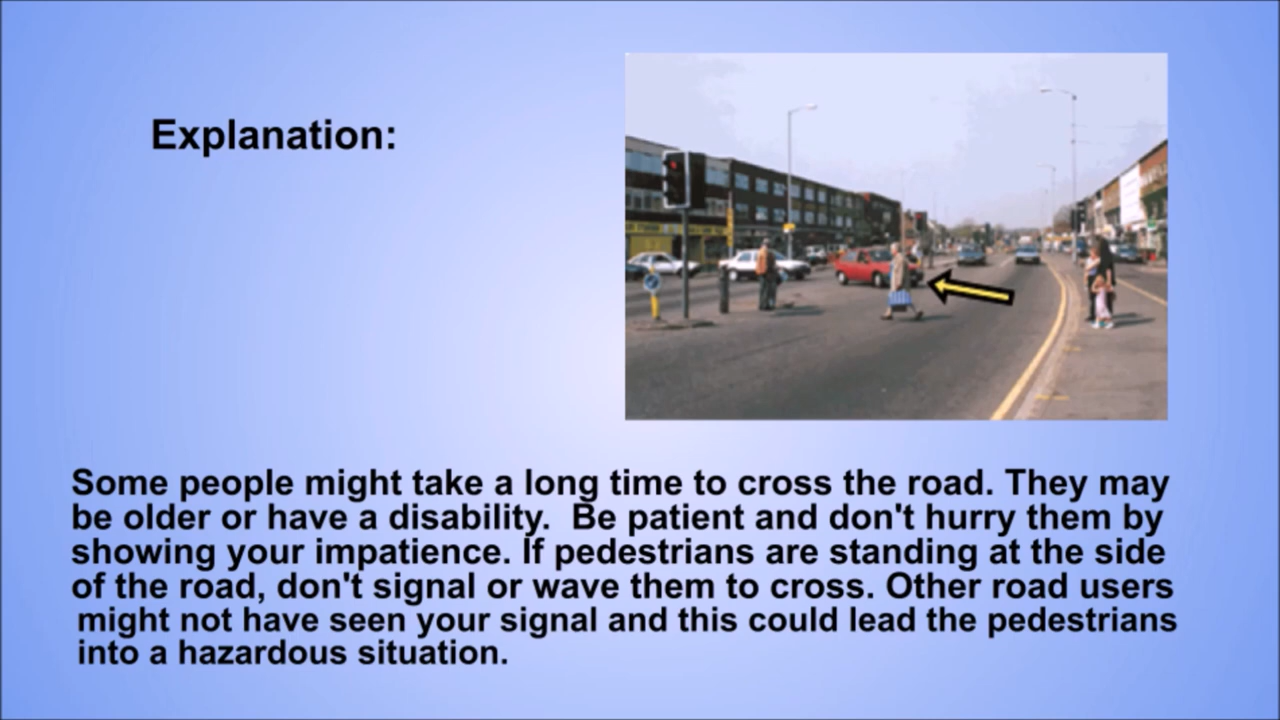 Explanation:
Some people might take a long time to cross the road. They may
be older or have a disability.  Be patient and don't hurry them by
showing your impatience. If pedestrians are standing at the side
of the road, don't signal or wave them to cross. Other road users
might not have seen your signal and this could lead the pedestrians
into a hazardous situation.